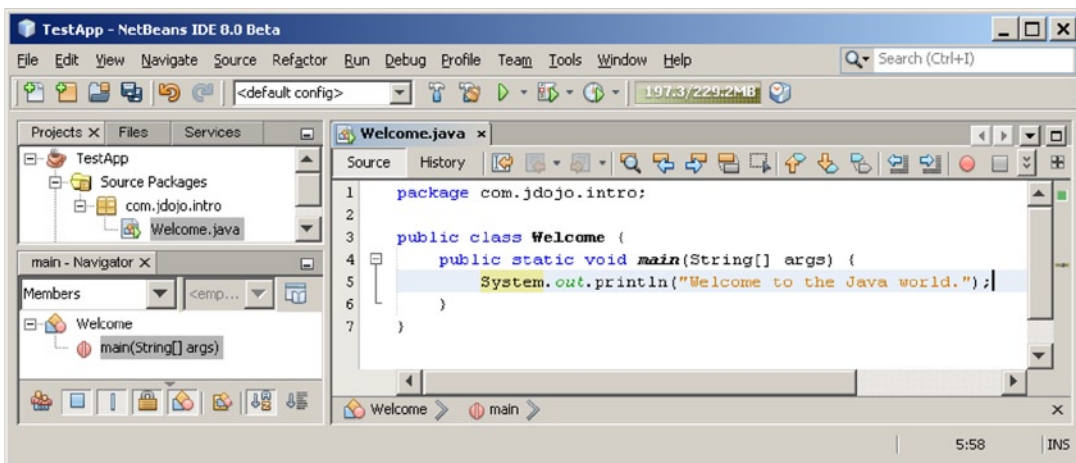 TestApp - NetBeans IDE 8.0 Beta
File Edit View Navigate Source Refactor Run Debug Profile Team Tools Window Help
Search (Ctrl+I)
<default config>
197.3/229.2MB
Projects Files Services
TestApp
Source Packages
com.jdojo.intro
Welcome.java
main - Navigator
Members
<emp...
Welcome
main(String[] args)
Welcome.java
Source History
1 package com.jdojo.intro;
2
3 public class Welcome {
4 public static void main(String[] args) {
5 System.out.println("Welcome to the Java world.");
6 }
7 }
Welcome main
5:58 INS